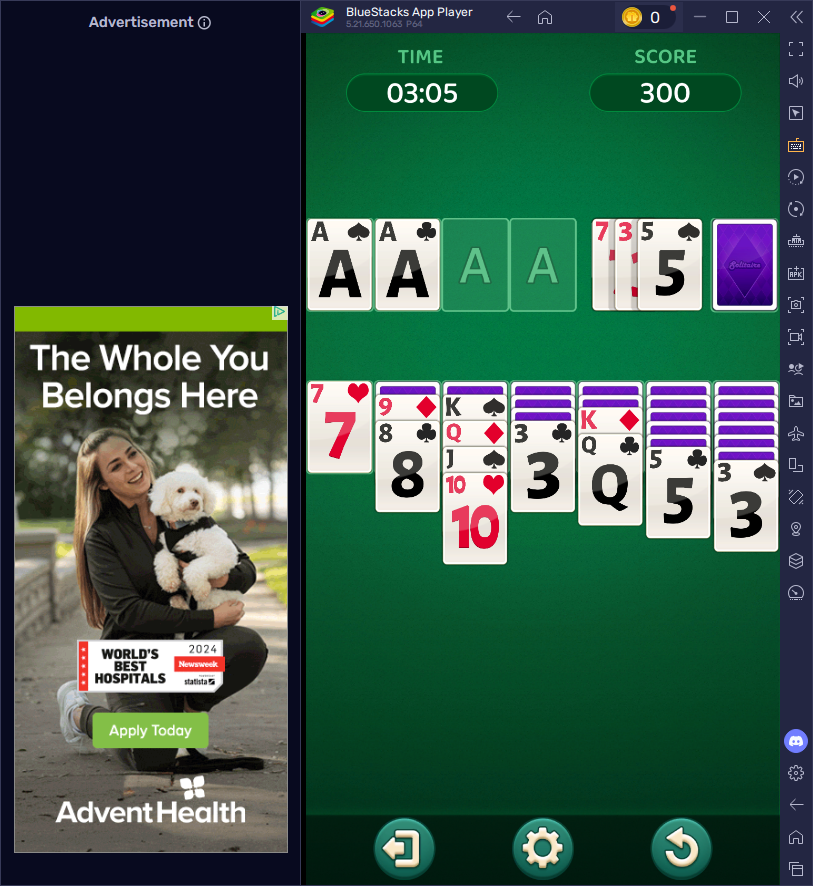 Advertisement
BlueStacks App Player
5.21.650.1063 P64
0
TIME
SCORE
03:05
300
A
A
A
A
A
A
7
3
5
5
Solitaire
7
7
9
8
8
K
Q
J
10
10
3
3
K
Q
Q
5
5
3
3
The Whole You
Belongs Here
WORLD'S
BEST
HOSPITALS
2024
Newsweek
statista
Apply Today
AdventHealth
APK